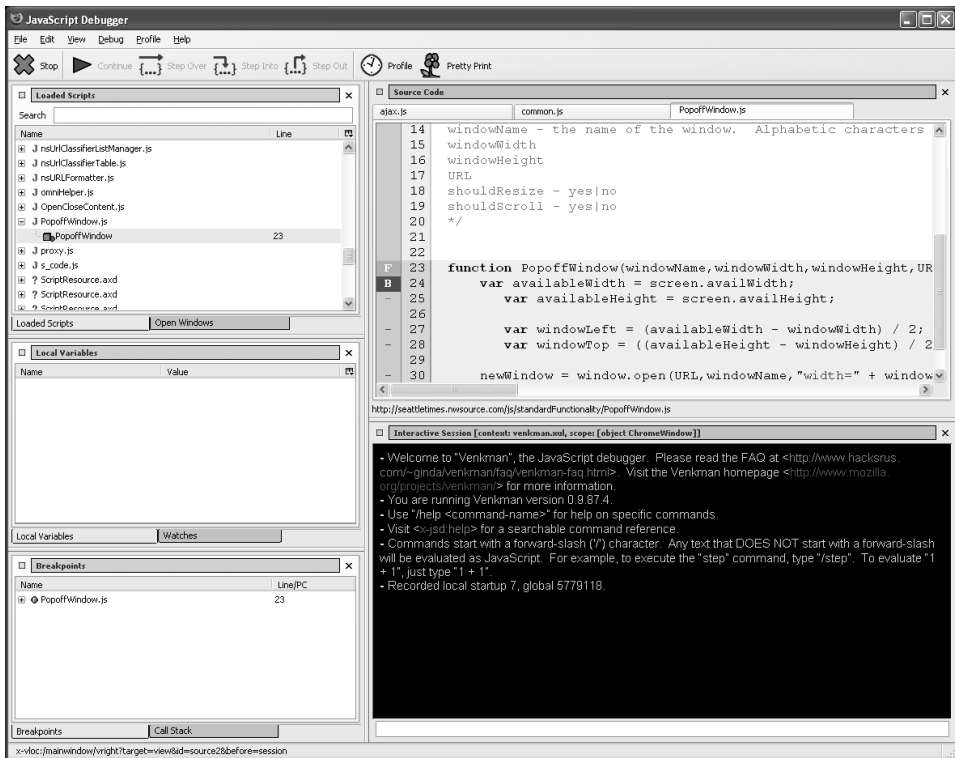 JavaScript Debugger
File Edit View Debug Profile Help
Stop Continue Step Over Step Into Step Out Profile Pretty Print
Loaded Scripts
Search
Name Line
J nsUrlClassifierListManager.js
J nsUrlClassifierTable.js
J nsURLFormatter.js
J omniHelper.js
J OpenCloseContent.js
J PopoffWindow.js
PopoffWindow 23
J proxy.js
J s_code.js
? ScriptResource.axd
? ScriptResource.axd
? ScriptResource.axd
Loaded Scripts Open Windows
Local Variables
Name Value
Local Variables Watches
Breakpoints
Name Line/PC
PopoffWindow.js 23
Breakpoints Call Stack
Source Code
ajax.js common.js PopoffWindow.js
14 windowName - the name of the window. Alphabetic characters
15 windowWidth
16 windowHeight
17 URL
18 shouldResize - yes|no
19 shouldScroll - yes|no
20 */
21
22
F 23 function PopoffWindow(windowName,windowWidth,windowHeight,UR
B 24 var availableWidth = screen.availWidth;
- 25 var availableHeight = screen.availHeight;
26
- 27 var windowLeft = (availableWidth - windowWidth) / 2;
- 28 var windowTop = ((availableHeight - windowHeight) / 2
29
- 30 newWindow = window.open(URL,windowName,"width=" + window
http://seattletimes.nwsource.com/js/standardFunctionality/PopoffWindow.js
Interactive Session [context: venkman.xul, scope: [object ChromeWindow]]
- Welcome to "Venkman", the JavaScript debugger. Please read the FAQ at <http://www.hacksrus.
com/~ginda/venkman/faq/venkman-faq.html>. Visit the Venkman homepage <http://www.mozilla.
org/projects/venkman/> for more information.
- You are running Venkman version 0.9.87.4.
- Use "/help <command-name>" for help on specific commands.
- Visit <x-jsd:help> for a searchable command reference.
- Commands start with a forward-slash ('/') character. Any text that DOES NOT start with a forward-slash
will be evaluated as JavaScript. For example, to execute the "step" command, type "/step". To evaluate "1
+ 1", just type "1 + 1".
- Recorded local startup 7, global 5779118.
x-vloc:/mainwindow/vright?target=view&id=source2&before=session